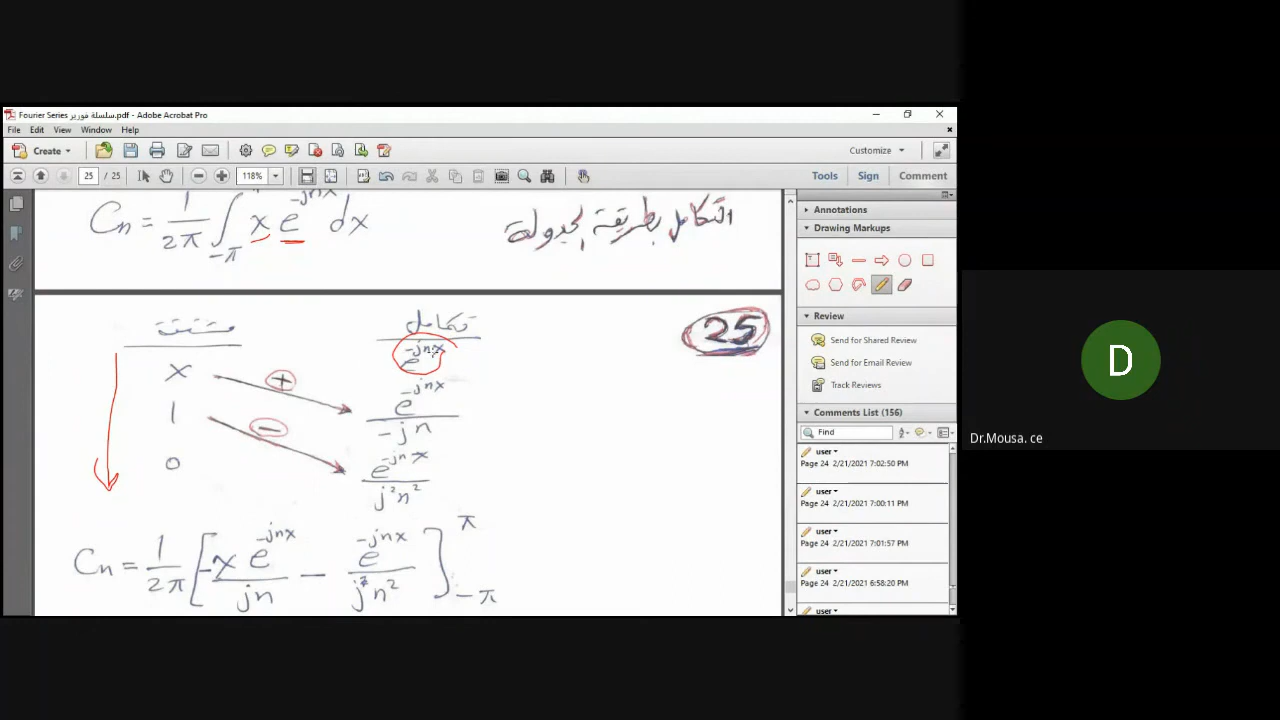 Fourier Series سلسلة فورير.pdf - Adobe Acrobat Pro
File Edit View Window Help
Create Customize
25 / 25 118% Tools Sign Comment
Cn = 1/2π ∫ x e^-jnx dx
-π
التكامل بطريقة الجدولة
25
مشتق تكامل
x e^-jnx
+ e^-jnx / -jn
1
- e^-jnx / j²n²
0
Cn = 1/2π [ -x e^-jnx / jn - e^-jnx / j²n² ] π -π
Annotations
Drawing Markups
Review
Send for Shared Review
Send for Email Review
Track Reviews
Comments List (156)
Find
user
Page 24 2/21/2021 7:02:50 PM
user
Page 24 2/21/2021 7:00:11 PM
user
Page 24 2/21/2021 7:01:57 PM
user
Page 24 2/21/2021 6:58:20 PM
user
D
Dr.Mousa. ce